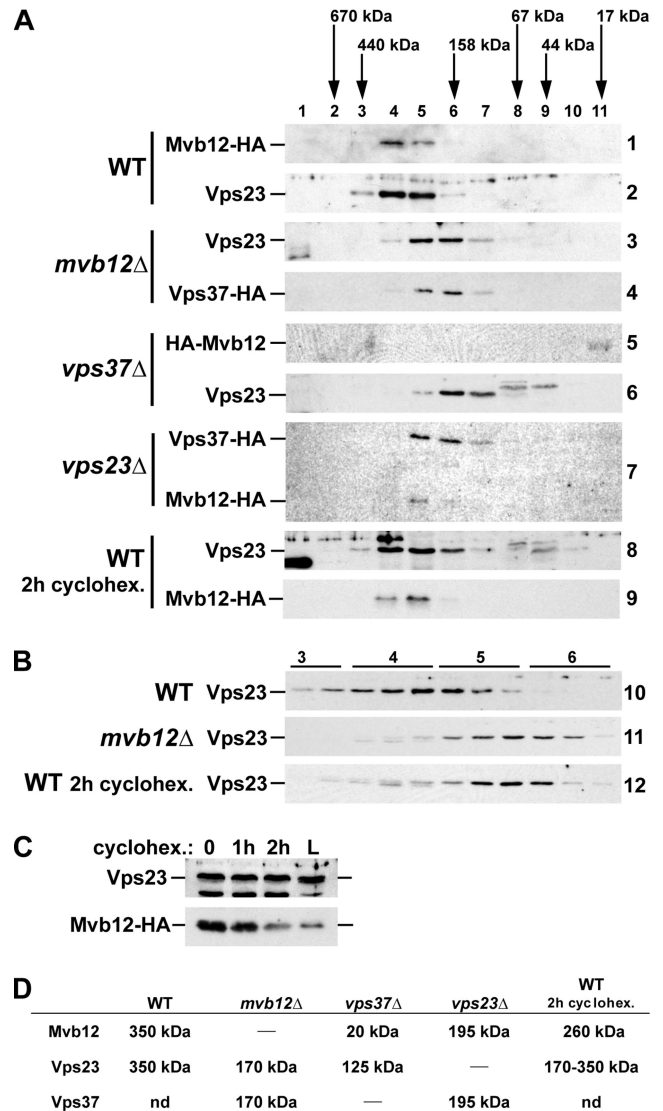 A
670 kDa 67 kDa 17 kDa
440 kDa 158 kDa 44 kDa
1 2 3 4 5 6 7 8 9 10 11
WT
Mvb12-HA 1
Vps23 2
mvb12Δ
Vps23 3
Vps37-HA 4
vps37Δ
HA-Mvb12 5
Vps23 6
vps23Δ
Vps37-HA
7
Mvb12-HA
WT
2h cyclohex.
Vps23 8
Mvb12-HA 9
B
3 4 5 6
WT Vps23 10
mvb12Δ Vps23 11
WT 2h cyclohex. Vps23 12
C
cyclohex.: 0 1h 2h L
Vps23
Mvb12-HA
D
WT mvb12Δ vps37Δ vps23Δ WT 2h cyclohex.
Mvb12 350 kDa — 20 kDa 195 kDa 260 kDa
Vps23 350 kDa 170 kDa 125 kDa — 170-350 kDa
Vps37 nd 170 kDa — 195 kDa nd